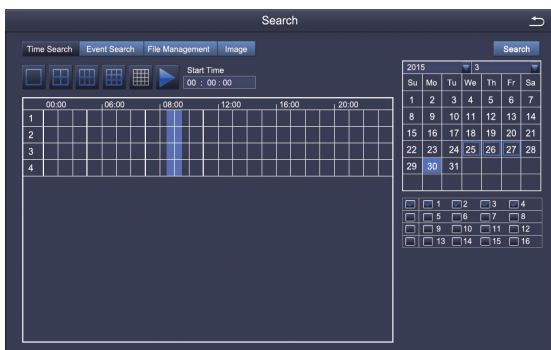 Search
Time Search Event Search File Management Image Search
Start Time
00 : 00 : 00
2015 3
Su Mo Tu We Th Fr Sa
1 2 3 4 5 6 7
8 9 10 11 12 13 14
15 16 17 18 19 20 21
22 23 24 25 26 27 28
29 30 31
00:00 06:00 08:00 12:00 16:00 20:00
1
2
3
4
1 2 3 4
5 6 7 8
9 10 11 12
13 14 15 16